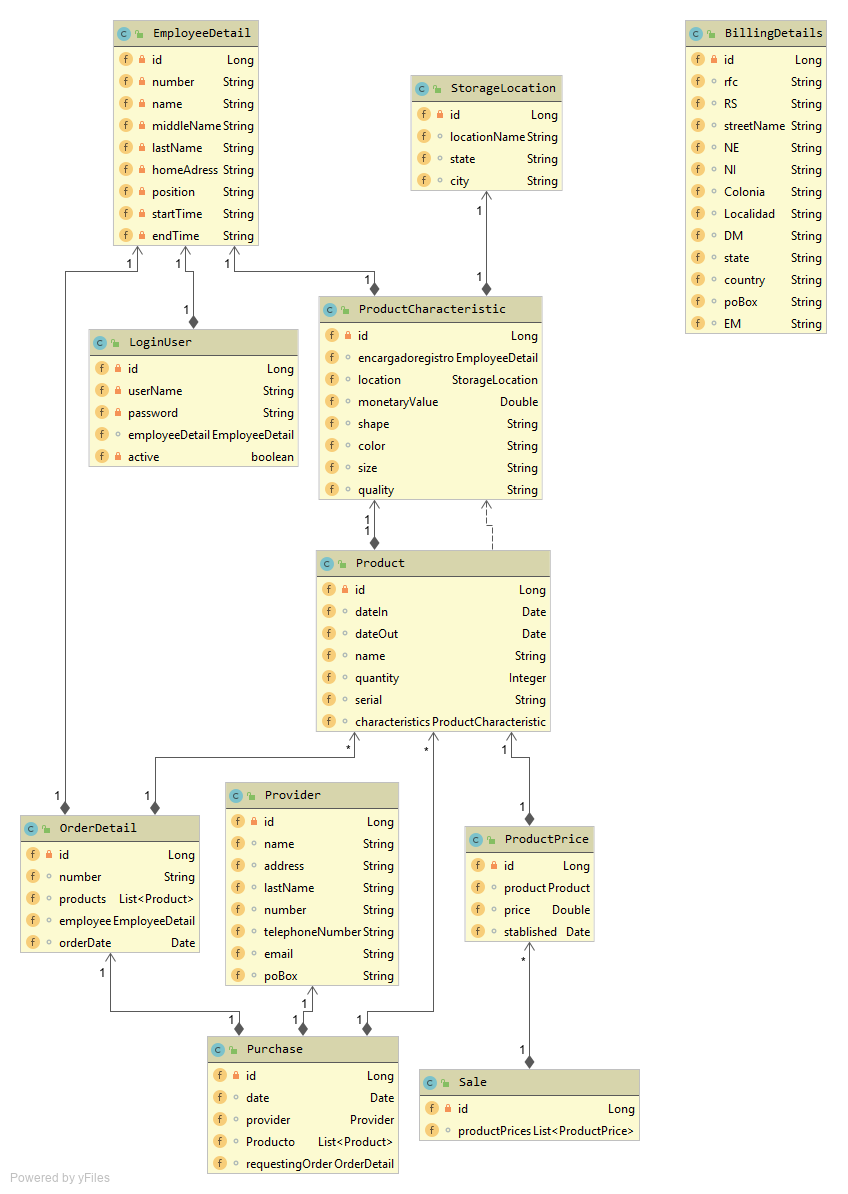 EmployeeDetail
id Long
number String
name String
middleName String
lastName String
homeAdress String
position String
startTime String
endTime String
BillingDetails
id Long
rfc String
RS String
streetName String
NE String
NI String
Colonia String
Localidad String
DM String
state String
country String
poBox String
EM String
StorageLocation
id Long
locationName String
state String
city String
1 1 1 1
1 1 1
ProductCharacteristic
id Long
encargadoregistro EmployeeDetail
location StorageLocation
monetaryValue Double
shape String
color String
size String
quality String
LoginUser
id Long
userName String
password String
employeeDetail EmployeeDetail
active boolean
1
1
Product
id Long
dateIn Date
dateOut Date
name String
quantity Integer
serial String
characteristics ProductCharacteristic
* * 1
1 1 1
OrderDetail
id Long
number String
products List<Product>
employee EmployeeDetail
orderDate Date
Provider
id Long
name String
address String
lastName String
number String
telephoneNumber String
email String
poBox String
ProductPrice
id Long
product Product
price Double
stablished Date
1 1 *
1 1 1 1
Purchase
id Long
date Date
provider Provider
Producto List<Product>
requestingOrder OrderDetail
Sale
id Long
productPrices List<ProductPrice>
Powered by yFiles